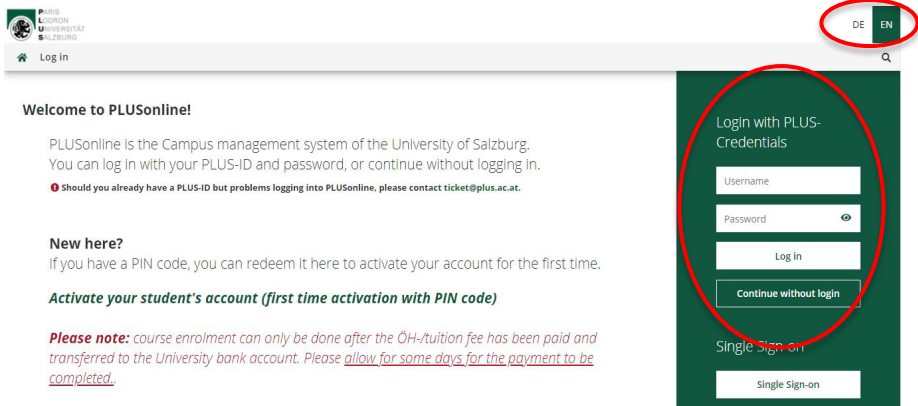 PARIS
LODRON
UNIVERSITÄT
SALZBURG
DE EN
Log in
Welcome to PLUSonline!
PLUSonline is the Campus management system of the University of Salzburg.
You can log in with your PLUS-ID and password, or continue without logging in.
Should you already have a PLUS-ID but problems logging into PLUSonline, please contact ticket@plus.ac.at.
New here?
If you have a PIN code, you can redeem it here to activate your account for the first time.
Activate your student's account (first time activation with PIN code)
Please note: course enrolment can only be done after the ÖH-/tuition fee has been paid and
transferred to the University bank account. Please allow for some days for the payment to be
completed..
Login with PLUS-
Credentials
Username
Password
Log in
Continue without login
Single Sign-on
Single Sign-on